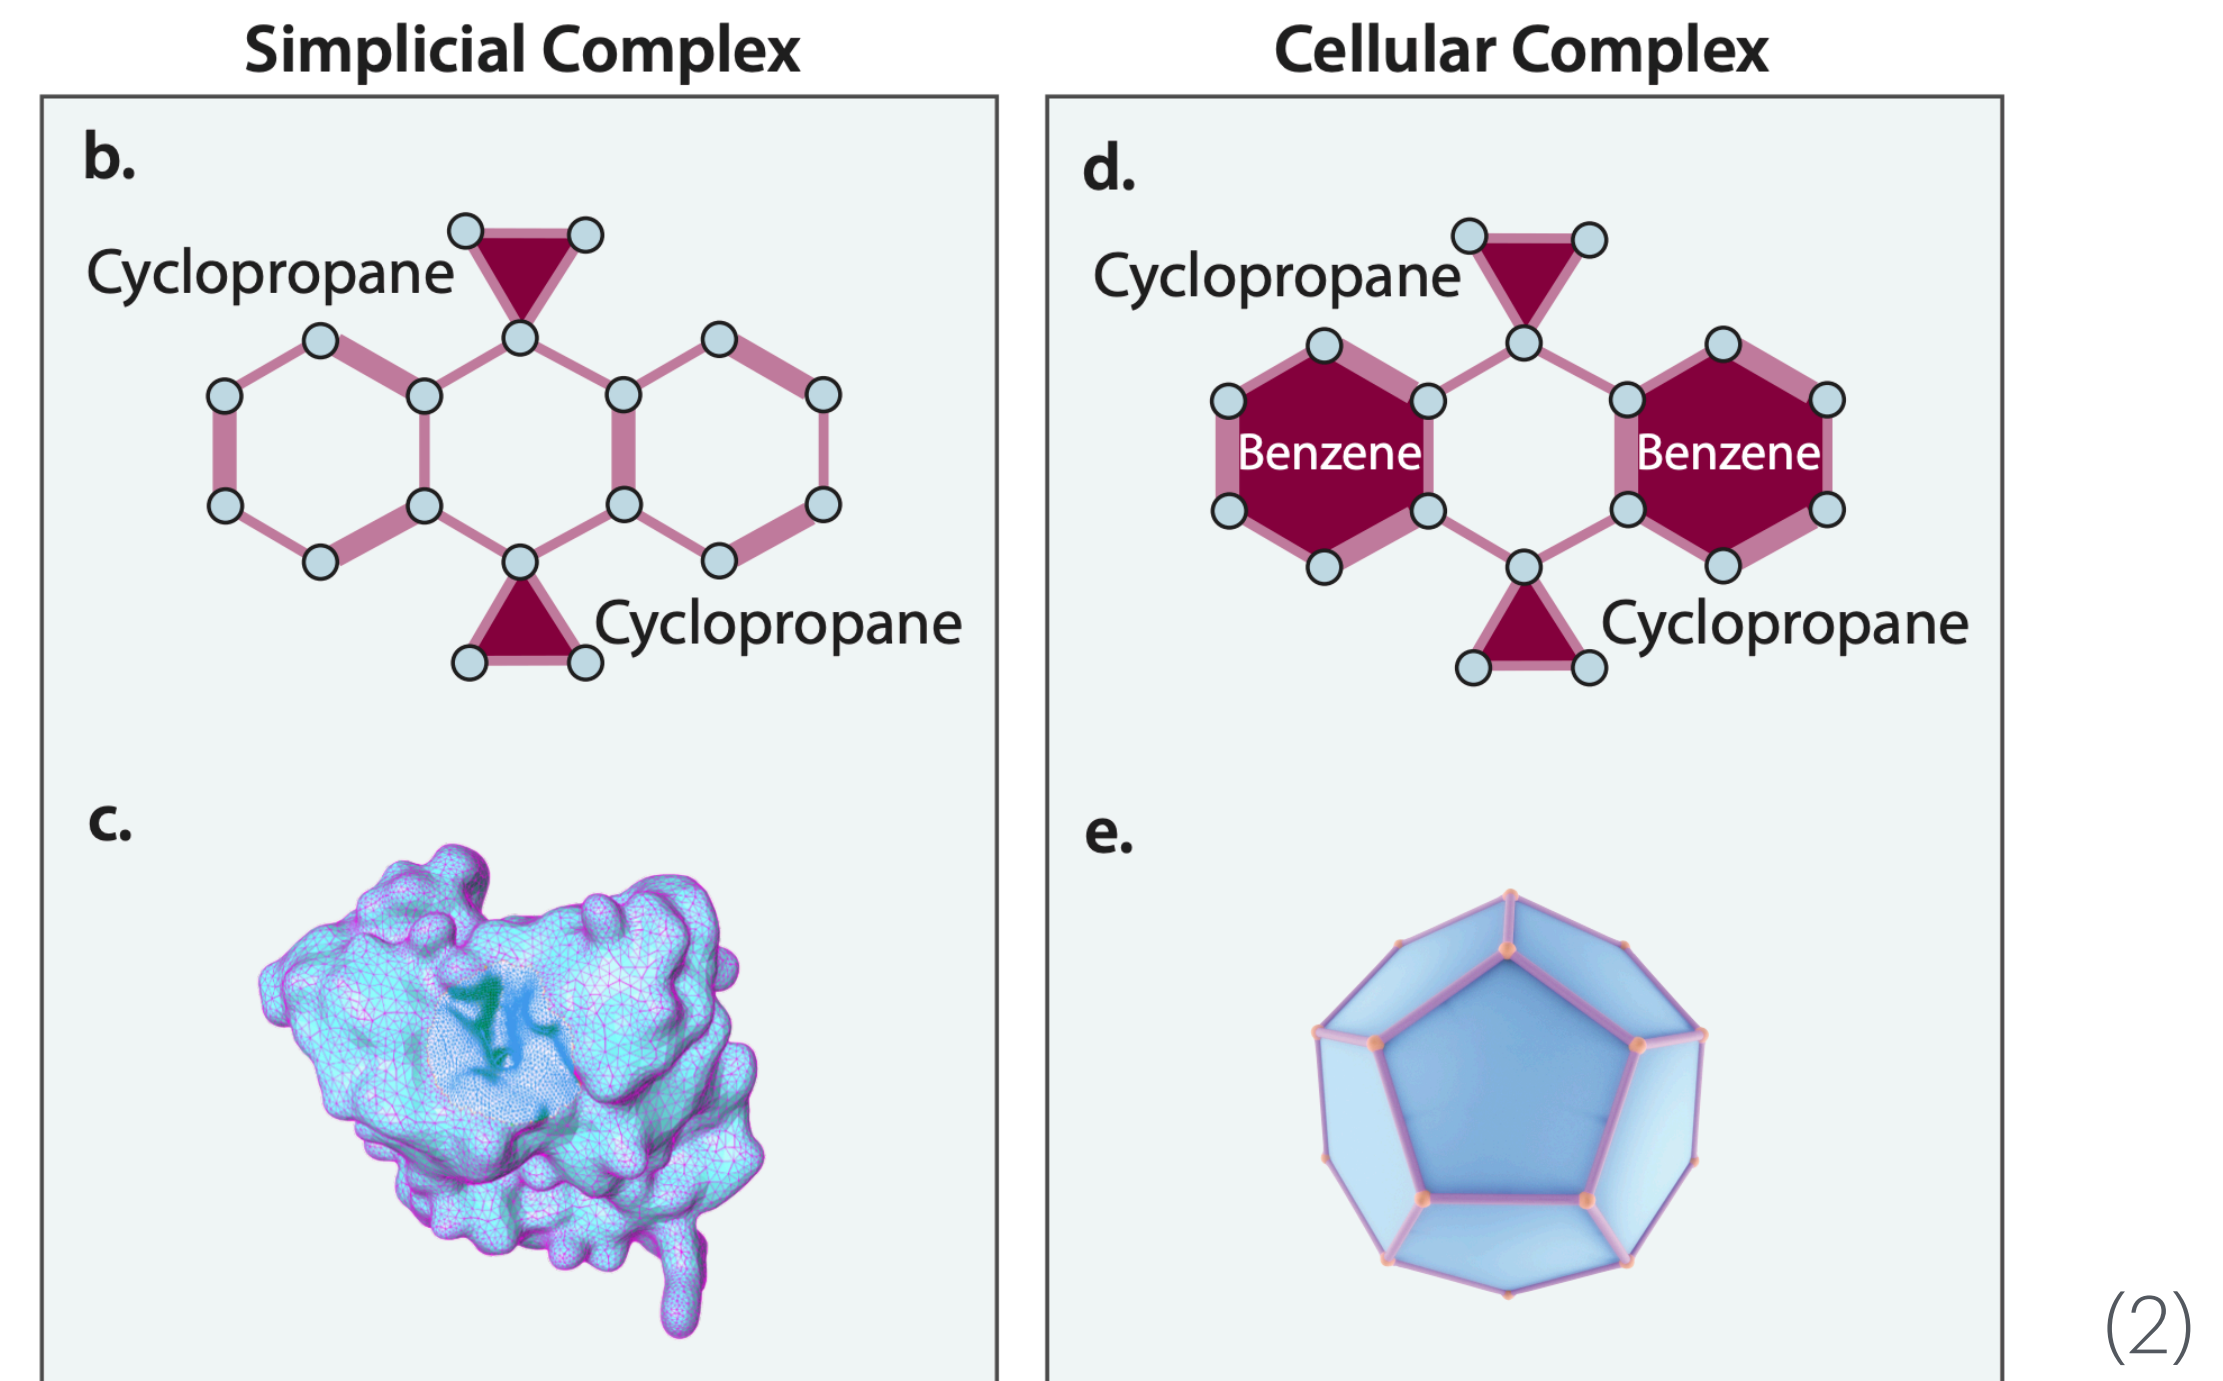 Simplicial Complex
b.
Cyclopropane
Cyclopropane
c.
Cellular Complex
d.
Cyclopropane
Benzene
Benzene
Cyclopropane
e.
(2)